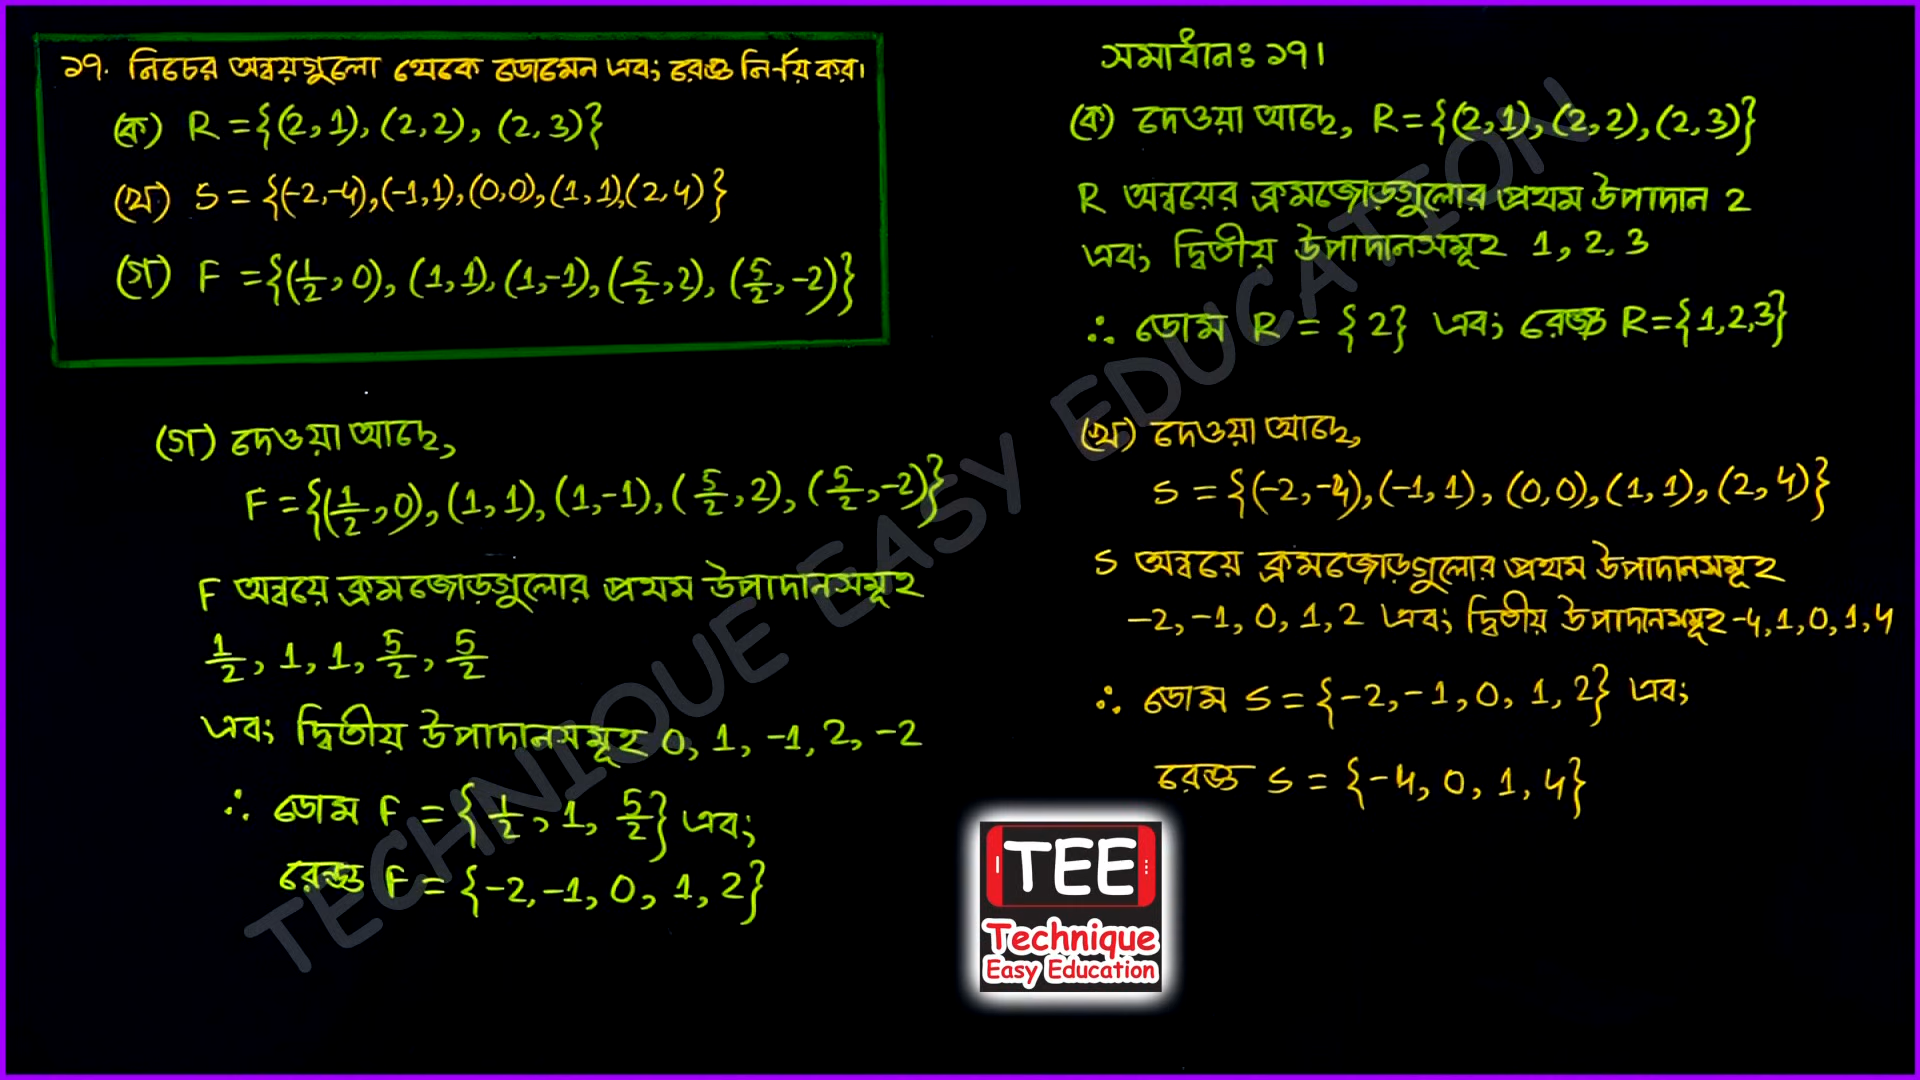 ১৭. নিচের অন্বয়গুলো থেকে ডোমেন এবং রেঞ্জ নির্ণয় কর।
(ক) R = {(2,1), (2,2), (2,3)}
(খ) S = {(-2,-4), (-1,1), (0,0), (1,1),(2,4)}
(গ) F = {(1/2, 0), (1,1), (1,-1), (5/2, 2), (5/2, -2)}
সমাধানঃ ১৭।
(ক) দেওয়া আছে, R = {(2,1), (2,2), (2,3)}
R অন্বয়ের ক্রমজোড়গুলোর প্রথম উপাদান 2
এবং দ্বিতীয় উপাদানসমূহ 1, 2, 3
∴ ডোম R = {2} এবং রেঞ্জ R = {1,2,3}
(খ) দেওয়া আছে,
S = {(-2,-4), (-1,1), (0,0), (1,1), (2,4)}
S অন্বয়ে ক্রমজোড়গুলোর প্রথম উপাদানসমূহ
-2, -1, 0, 1, 2 এবং দ্বিতীয় উপাদানসমূহ -4, 1, 0, 1, 4
∴ ডোম S = {-2, -1, 0, 1, 2} এবং
রেঞ্জ S = {-4, 0, 1, 4}
(গ) দেওয়া আছে,
F = {(1/2, 0), (1,1), (1,-1), (5/2, 2), (5/2, -2)}
F অন্বয়ে ক্রমজোড়গুলোর প্রথম উপাদানসমূহ
1/2, 1, 1, 5/2, 5/2
এবং দ্বিতীয় উপাদানসমূহ 0, 1, -1, 2, -2
∴ ডোম F = {1/2, 1, 5/2} এবং
রেঞ্জ F = {-2, -1, 0, 1, 2}
TECHNIQUE EASY EDUCATION
TEE
Technique
Easy Education